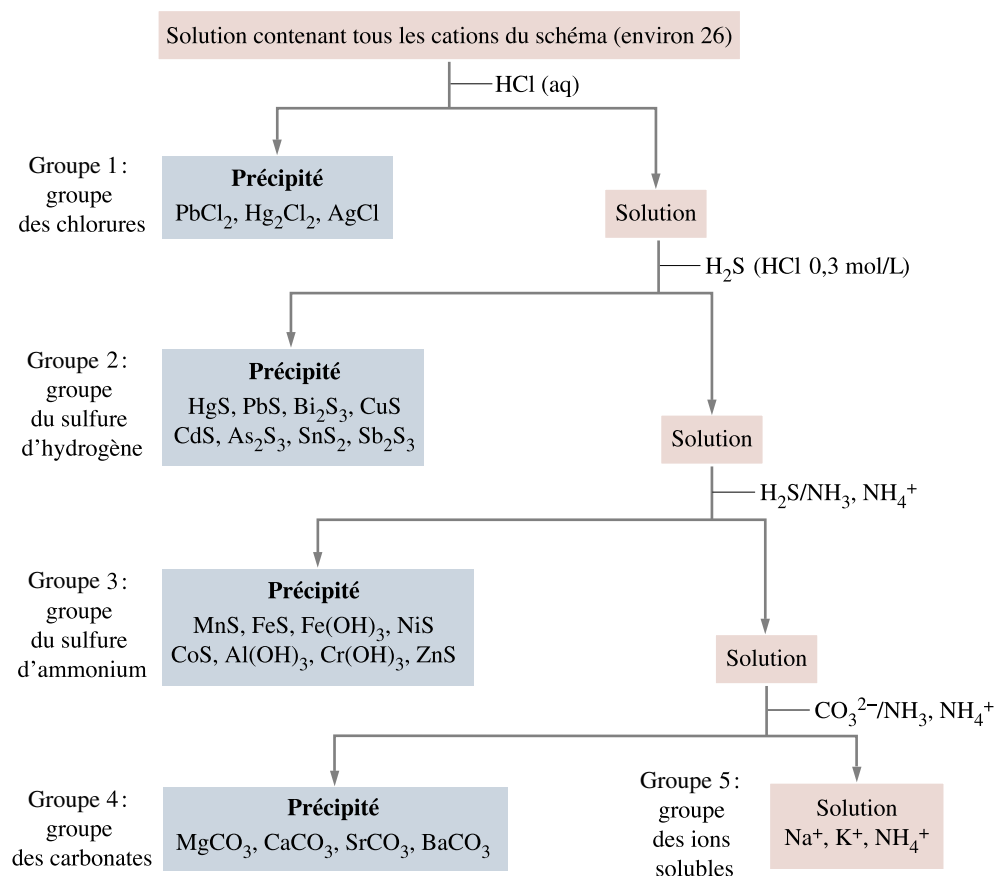 Solution contenant tous les cations du schéma (environ 26)
HCl (aq)
Groupe 1 :
groupe
des chlorures
Précipité
PbCl₂, Hg₂Cl₂, AgCl
Solution
H₂S (HCl 0,3 mol/L)
Groupe 2 :
groupe
du sulfure
d’hydrogène
Précipité
HgS, PbS, Bi₂S₃, CuS
CdS, As₂S₃, SnS₂, Sb₂S₃
Solution
H₂S/NH₃, NH₄⁺
Groupe 3 :
groupe
du sulfure
d’ammonium
Précipité
MnS, FeS, Fe(OH)₃, NiS
CoS, Al(OH)₃, Cr(OH)₃, ZnS
Solution
CO₃²⁻/NH₃, NH₄⁺
Groupe 4 :
groupe
des carbonates
Précipité
MgCO₃, CaCO₃, SrCO₃, BaCO₃
Groupe 5 :
groupe
des ions
solubles
Solution
Na⁺, K⁺, NH₄⁺